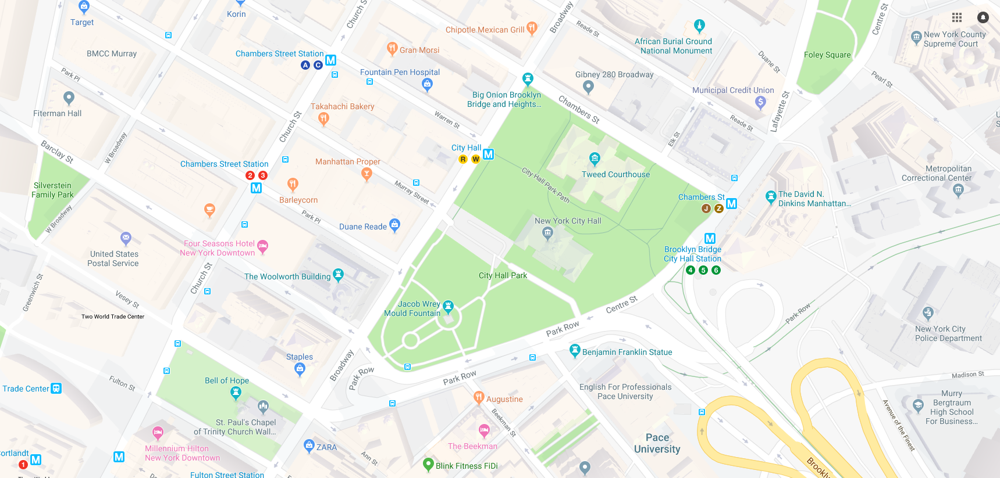 Target
Korin
Church St
Broadway
Chipotle Mexican Grill
Reade St
Centre St
African Burial Ground
National Monument
New York County
Supreme Court
BMCC Murray
Chambers Street Station
A C
Gran Morsi
Duane St
Foley Square
Park Pl
Fountain Pen Hospital
Gibney 280 Broadway
Pearl St
Fiterman Hall
Big Onion Brooklyn
Bridge and Heights...
Municipal Credit Union
Takahachi Bakery
Chambers St
Lafayette St
Warren St
Reade St
Church St
Elk St
Barclay St
W Broadway
City Hall
R W
Chambers Street Station
2 3
Manhattan Proper
City Hall Park Path
Tweed Courthouse
Metropolitan
Correctional Center
Silverstein
Family Park
Barleycorn
Murray Street
Chambers St
J Z
The David N.
Dinkins Manhattan...
W Broadway
Park Pl
Duane Reade
New York City Hall
United States
Postal Service
Four Seasons Hotel
New York Downtown
Brooklyn Bridge
City Hall Station
4 5 6
The Woolworth Building
City Hall Park
Church St
Greenwich St
Vesey St
Two World Trade Center
Jacob Wrey
Mould Fountain
Centre St
Park Row
Park Row
New York City
Police Department
Staples
Broadway
Park Row
Benjamin Franklin Statue
Park Row
Fulton St
Bell of Hope
Trade Center
Madison St
English For Professionals
Pace University
Augustine
Murry
Bergtraum
High School
For Business...
Avenue of the Finest
St. Paul's Chapel
of Trinity Church Wall...
Beekman St
Millennium Hilton
New York Downtown
ZARA
The Beekman
Pace
University
Ann St
Cortlandt
1
Blink Fitness FiDi
Fulton Street Station